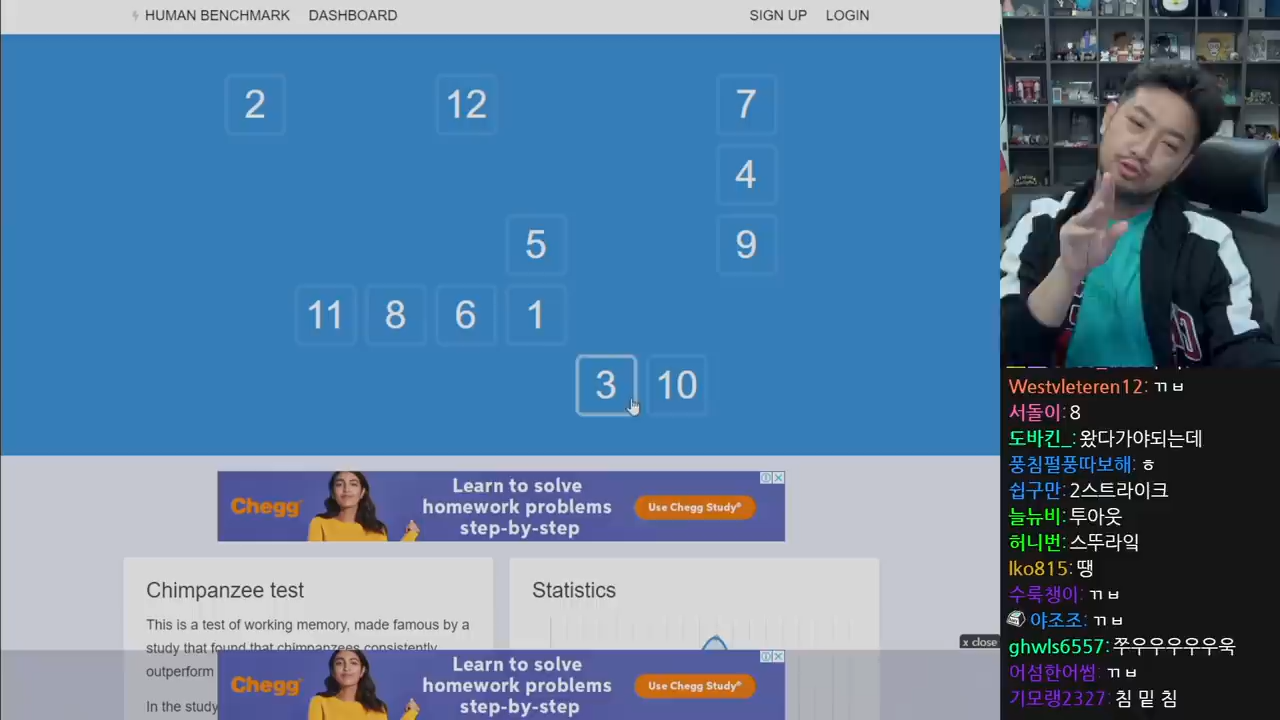 HUMAN BENCHMARK DASHBOARD SIGN UP LOGIN
2 12 7
4
5 9
11 8 6 1
3 10
Chegg
Learn to solve
homework problems
step-by-step
Use Chegg Study®
Chimpanzee test
This is a test of working memory, made famous by a
study that found that chimpanzees consistently
outperform
In the study
Statistics
x close
Chegg
Learn to solve
homework problems
step-by-step
Use Chegg Study®
Westvleteren12: ㄲㅂ
서돌이: 8
도바킨_: 왔다가야되는데
풍침펄풍따보해: ㅎ
쉽구만: 2스트라이크
늘뉴비: 투아웃
허니번: 스뚜라잌
lko815: 땡
수룩챙이: ㄲㅂ
야조조: ㄲㅂ
ghwls6557: 쭈우우우우우욱
어섬한어썸: ㄲㅂ
기모랭2327: 침 밑 침